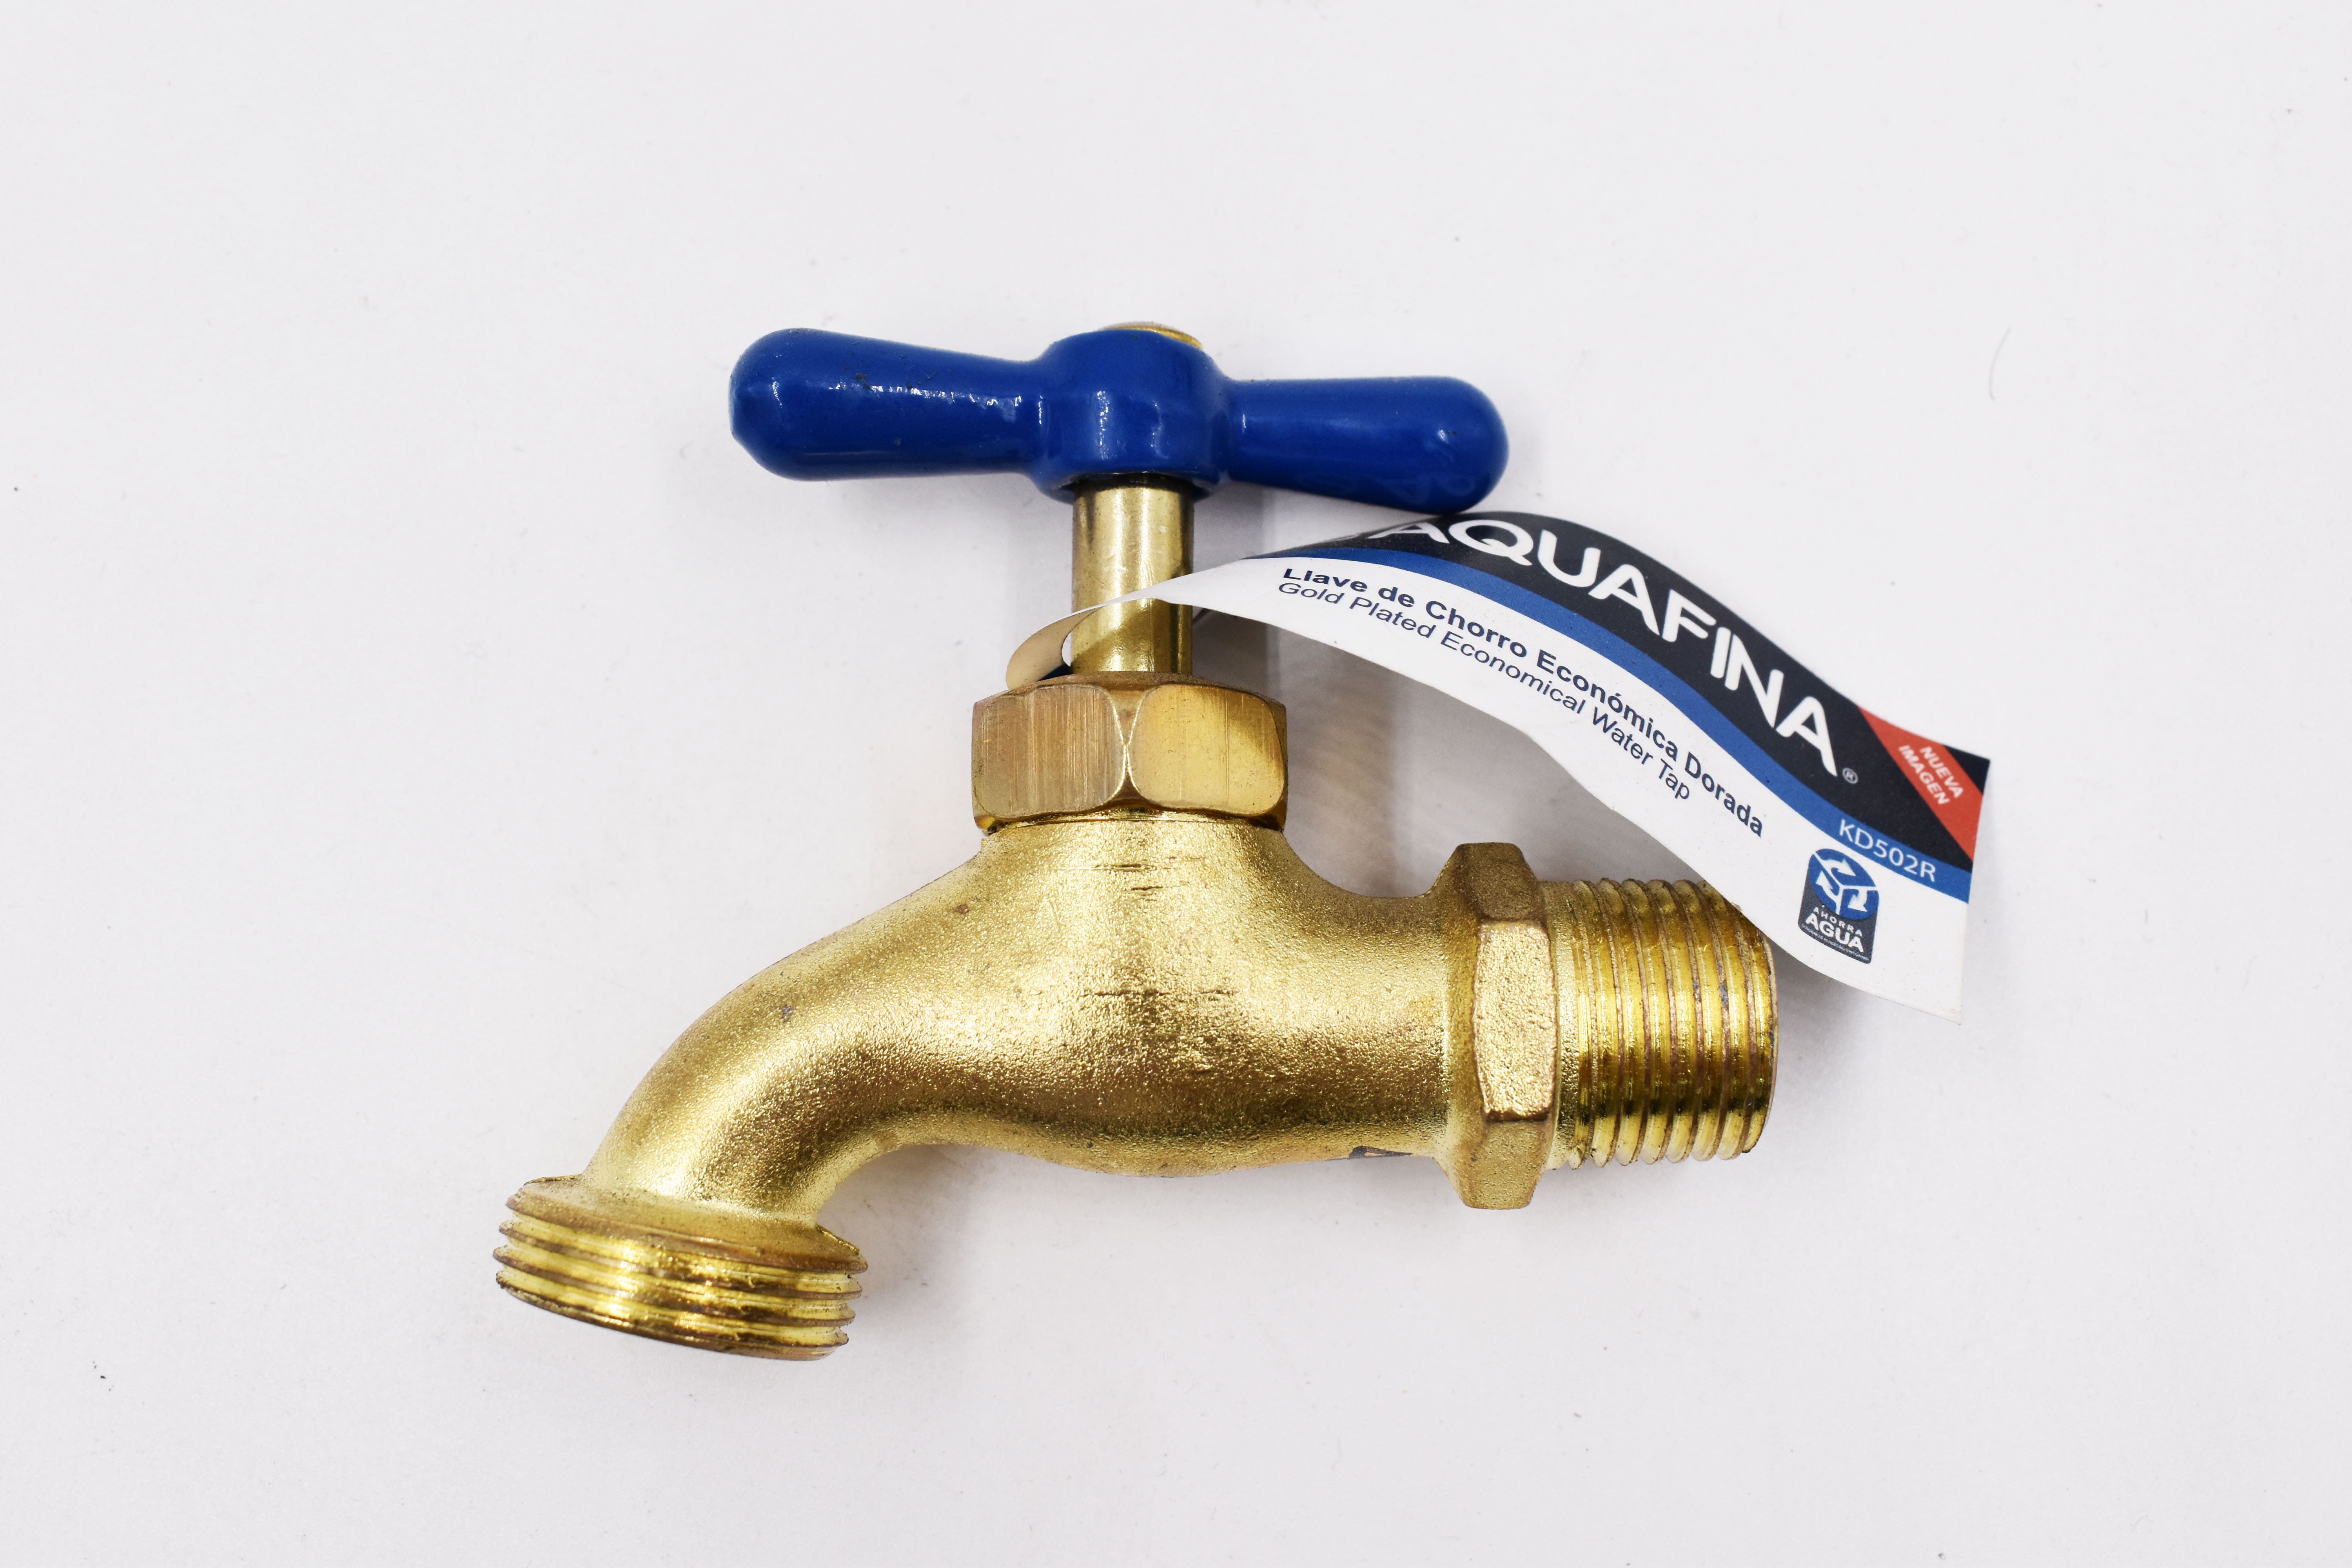 AQUAFINA®
NUEVA
IMAGEN
KD502R
Llave de Chorro Económica Dorada
Gold Plated Economical Water Tap
AHORRA
AGUA